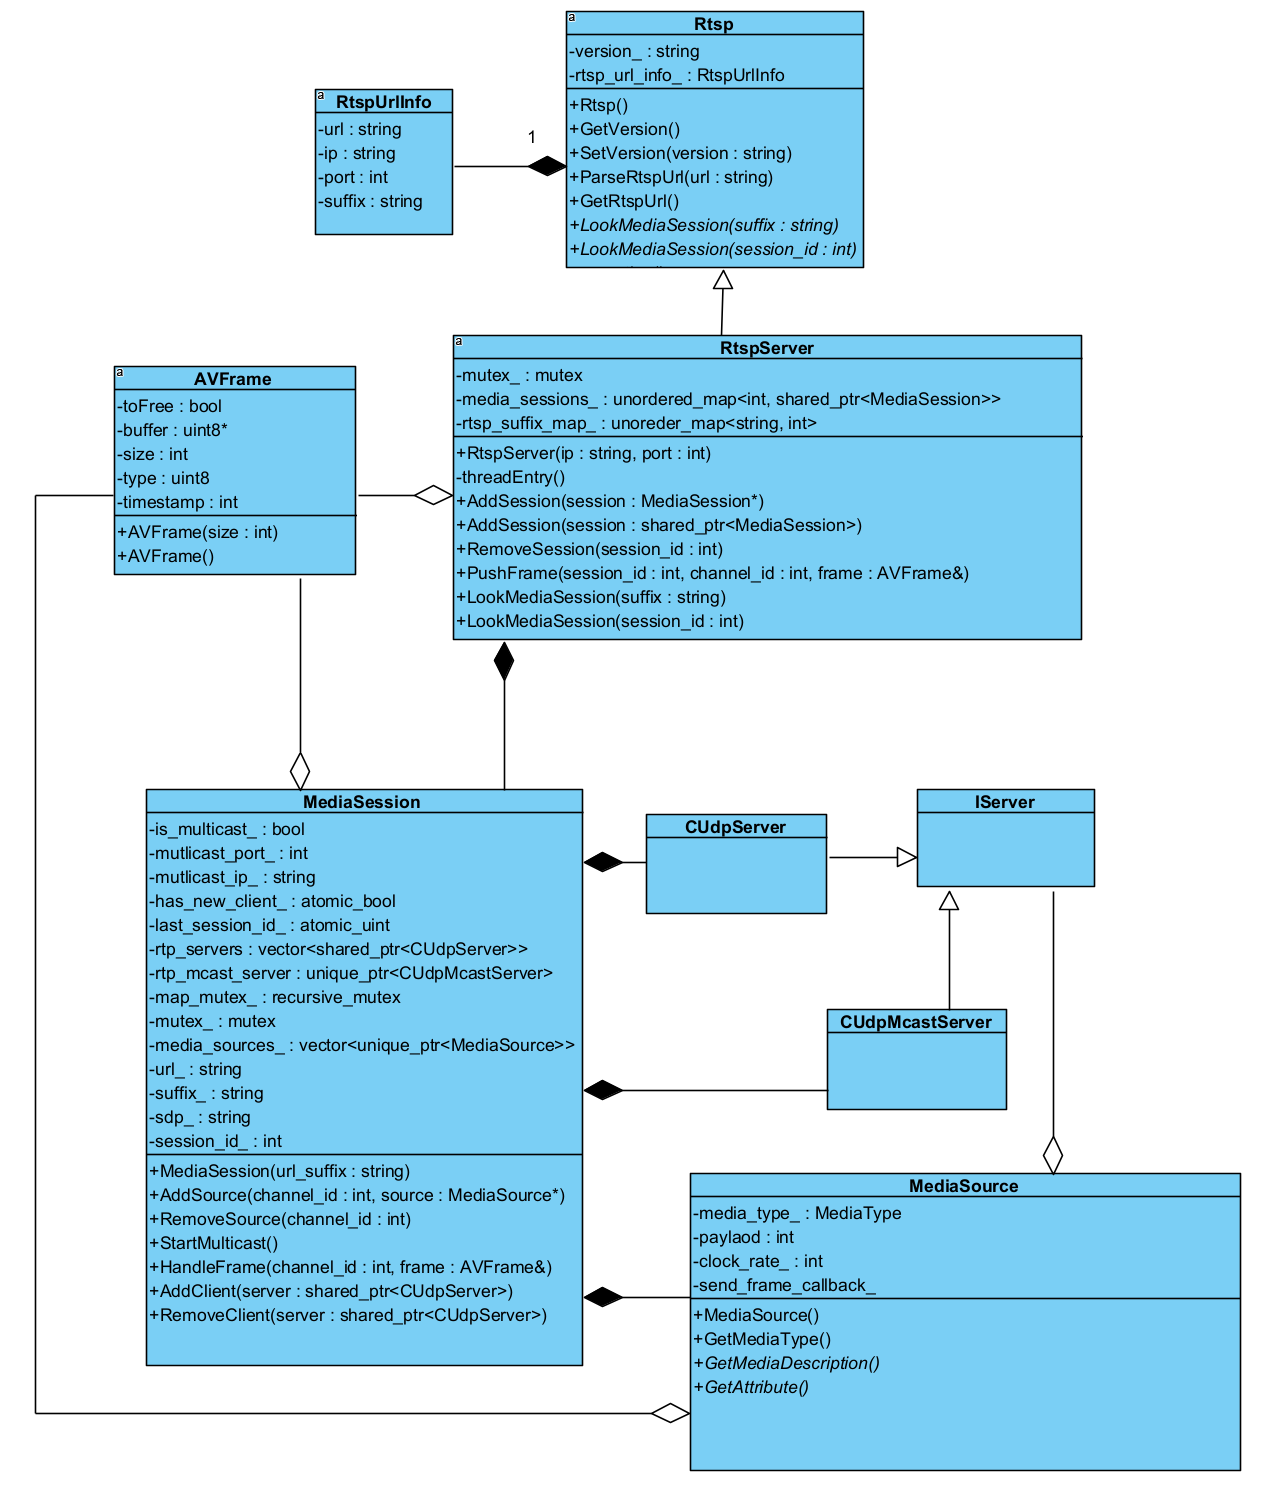 a
Rtsp
-version_ : string
-rtsp_url_info_ : RtspUrlInfo
+Rtsp()
+GetVersion()
+SetVersion(version : string)
+ParseRtspUrl(url : string)
+GetRtspUrl()
+LookMediaSession(suffix : string)
+LookMediaSession(session_id : int)
a
RtspUrlInfo
-url : string
-ip : string
-port : int
-suffix : string
1
a
RtspServer
-mutex_ : mutex
-media_sessions_ : unordered_map<int, shared_ptr<MediaSession>>
-rtsp_suffix_map_ : unoreder_map<string, int>
+RtspServer(ip : string, port : int)
-threadEntry()
+AddSession(session : MediaSession*)
+AddSession(session : shared_ptr<MediaSession>)
+RemoveSession(session_id : int)
+PushFrame(session_id : int, channel_id : int, frame : AVFrame&)
+LookMediaSession(suffix : string)
+LookMediaSession(session_id : int)
a
AVFrame
-toFree : bool
-buffer : uint8*
-size : int
-type : uint8
-timestamp : int
+AVFrame(size : int)
+AVFrame()
MediaSession
-is_multicast_ : bool
-mutlicast_port_ : int
-mutlicast_ip_ : string
-has_new_client_ : atomic_bool
-last_session_id_ : atomic_uint
-rtp_servers : vector<shared_ptr<CUdpServer>>
-rtp_mcast_server : unique_ptr<CUdpMcastServer>
-map_mutex_ : recursive_mutex
-mutex_ : mutex
-media_sources_ : vector<unique_ptr<MediaSource>>
-url_ : string
-suffix_ : string
-sdp_ : string
-session_id_ : int
+MediaSession(url_suffix : string)
+AddSource(channel_id : int, source : MediaSource*)
+RemoveSource(channel_id : int)
+StartMulticast()
+HandleFrame(channel_id : int, frame : AVFrame&)
+AddClient(server : shared_ptr<CUdpServer>)
+RemoveClient(server : shared_ptr<CUdpServer>)
CUdpServer
IServer
CUdpMcastServer
MediaSource
-media_type_ : MediaType
-paylaod : int
-clock_rate_ : int
-send_frame_callback_
+MediaSource()
+GetMediaType()
+GetMediaDescription()
+GetAttribute()